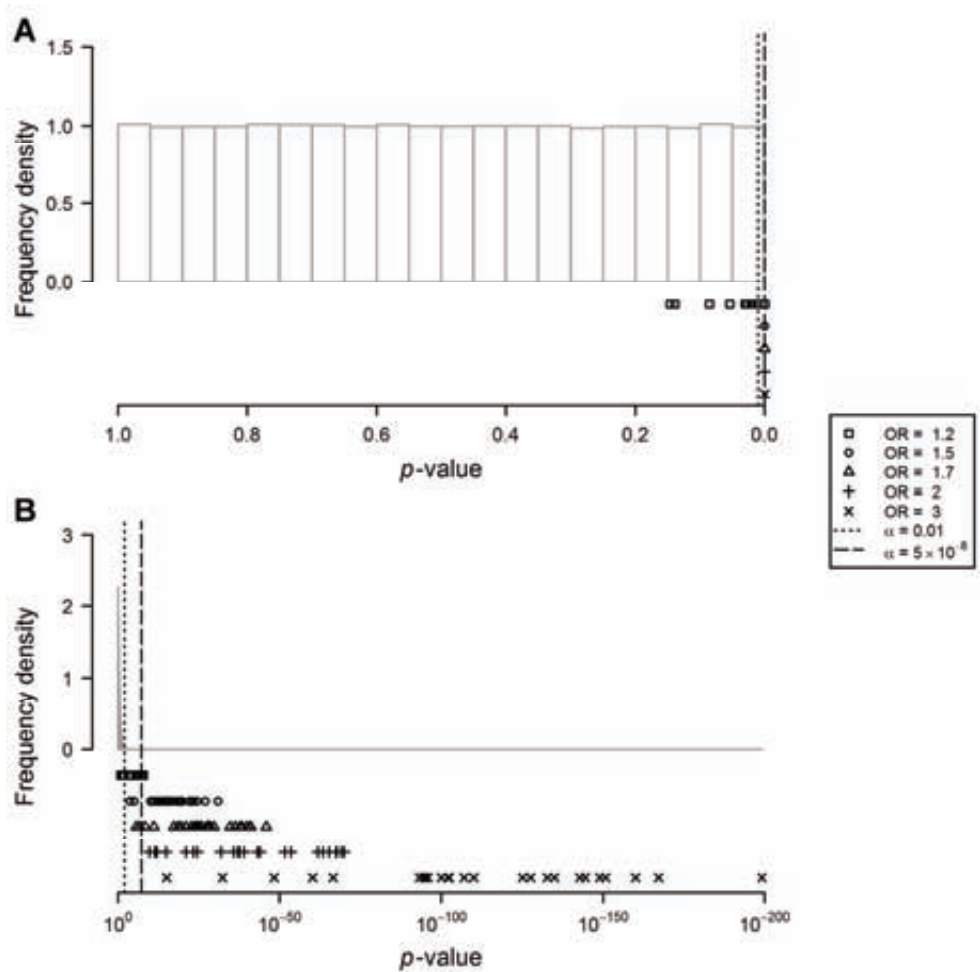 A
Frequency density
1.5
1.0
0.5
0.0
1.0 0.8 0.6 0.4 0.2 0.0
p-value
OR = 1.2
OR = 1.5
OR = 1.7
OR = 2
OR = 3
α = 0.01
α = 5 × 10⁻⁸
B
Frequency density
3
2
1
0
10⁰ 10⁻⁵⁰ 10⁻¹⁰⁰ 10⁻¹⁵⁰ 10⁻²⁰⁰
p-value